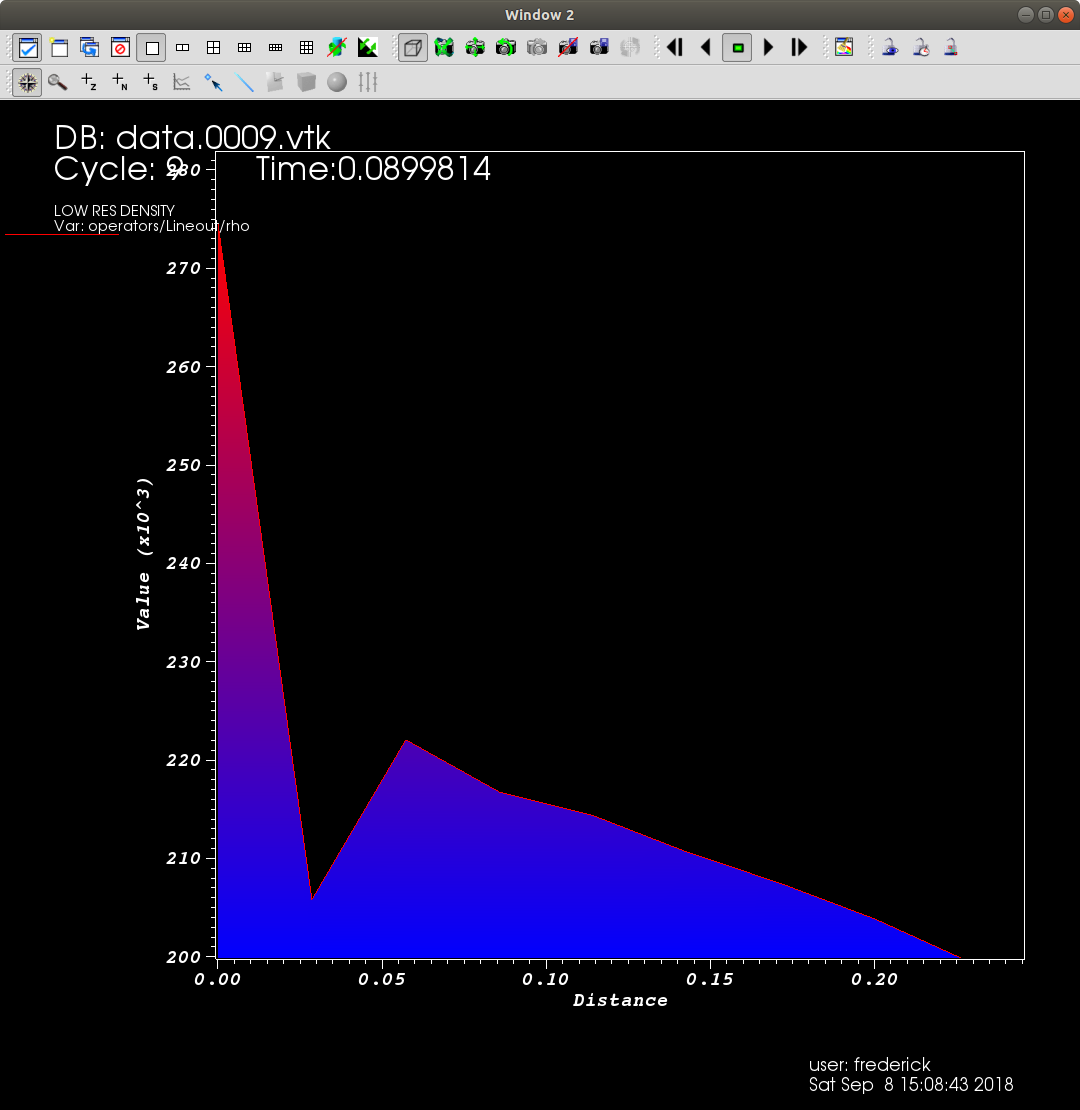 Window 2
DB: data.0009.vtk
Cycle: 9 Time:0.0899814
LOW RES DENSITY
Var: operators/Lineout/rho
280
270
260
250
240
230
220
210
200
Value (x10^3)
0.00 0.05 0.10 0.15 0.20
Distance
user: frederick
Sat Sep 8 15:08:43 2018